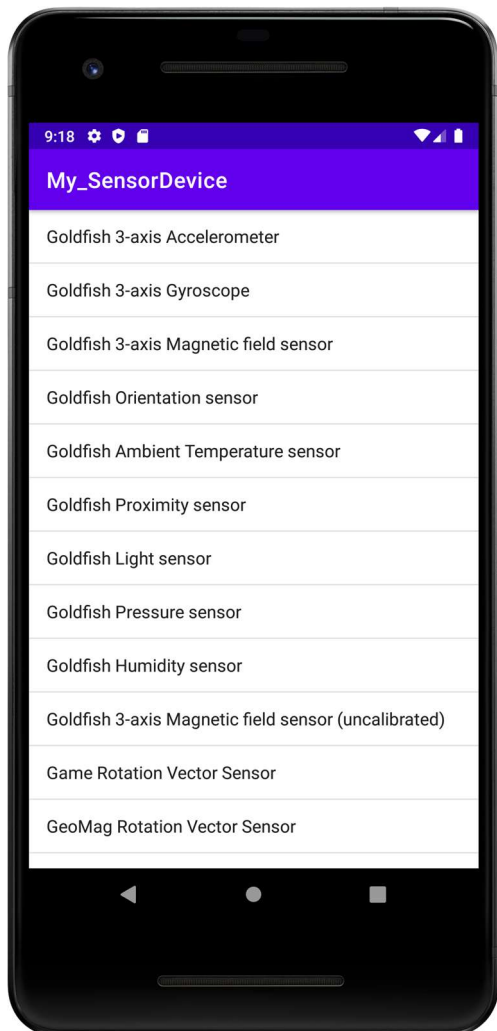 9:18
My_SensorDevice
Goldfish 3-axis Accelerometer
Goldfish 3-axis Gyroscope
Goldfish 3-axis Magnetic field sensor
Goldfish Orientation sensor
Goldfish Ambient Temperature sensor
Goldfish Proximity sensor
Goldfish Light sensor
Goldfish Pressure sensor
Goldfish Humidity sensor
Goldfish 3-axis Magnetic field sensor (uncalibrated)
Game Rotation Vector Sensor
GeoMag Rotation Vector Sensor